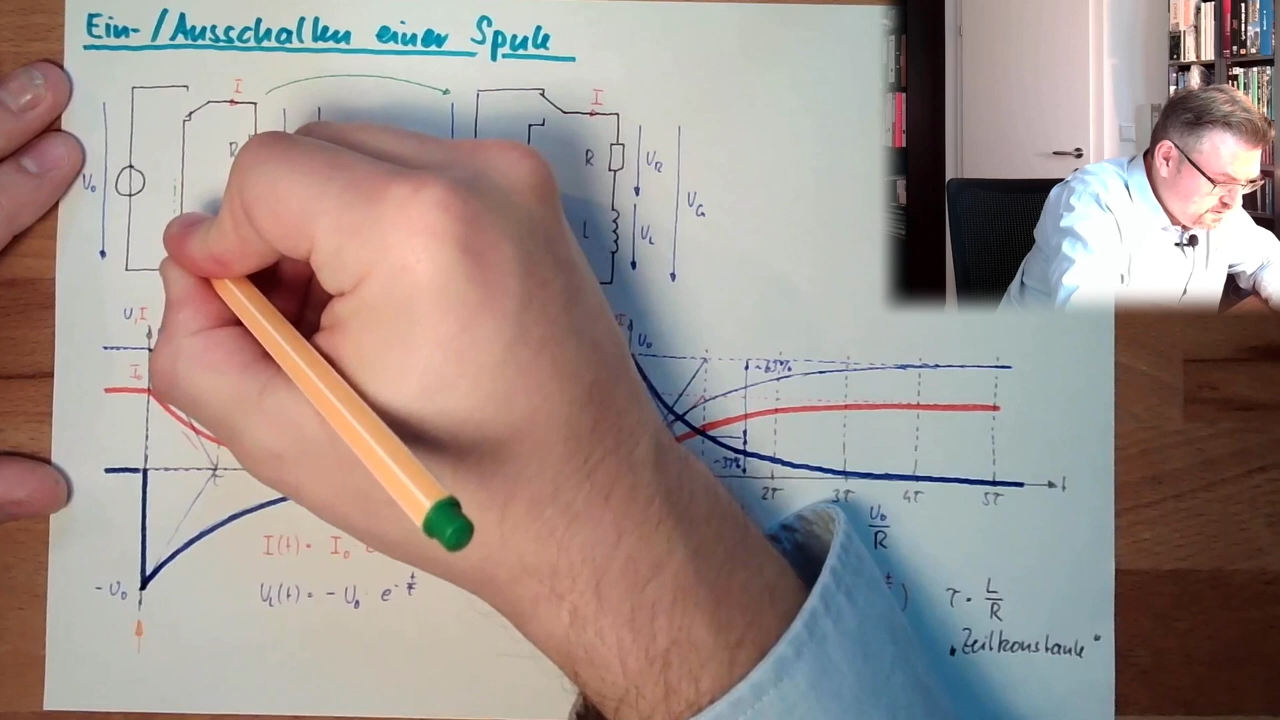 Ein-/Ausschalten einer Spule
I
I
R
U₀
R
U_R
U_G
L
U_L
U,I
I
U₀
I₀
~63%
~37%
2τ
3τ
4τ
5τ
t
U₀
R
-U₀
I(t) = I₀ e
U_L(t) = - U₀ · e^-t/τ
t
τ
)
τ = L/R
„Zeitkonstante"